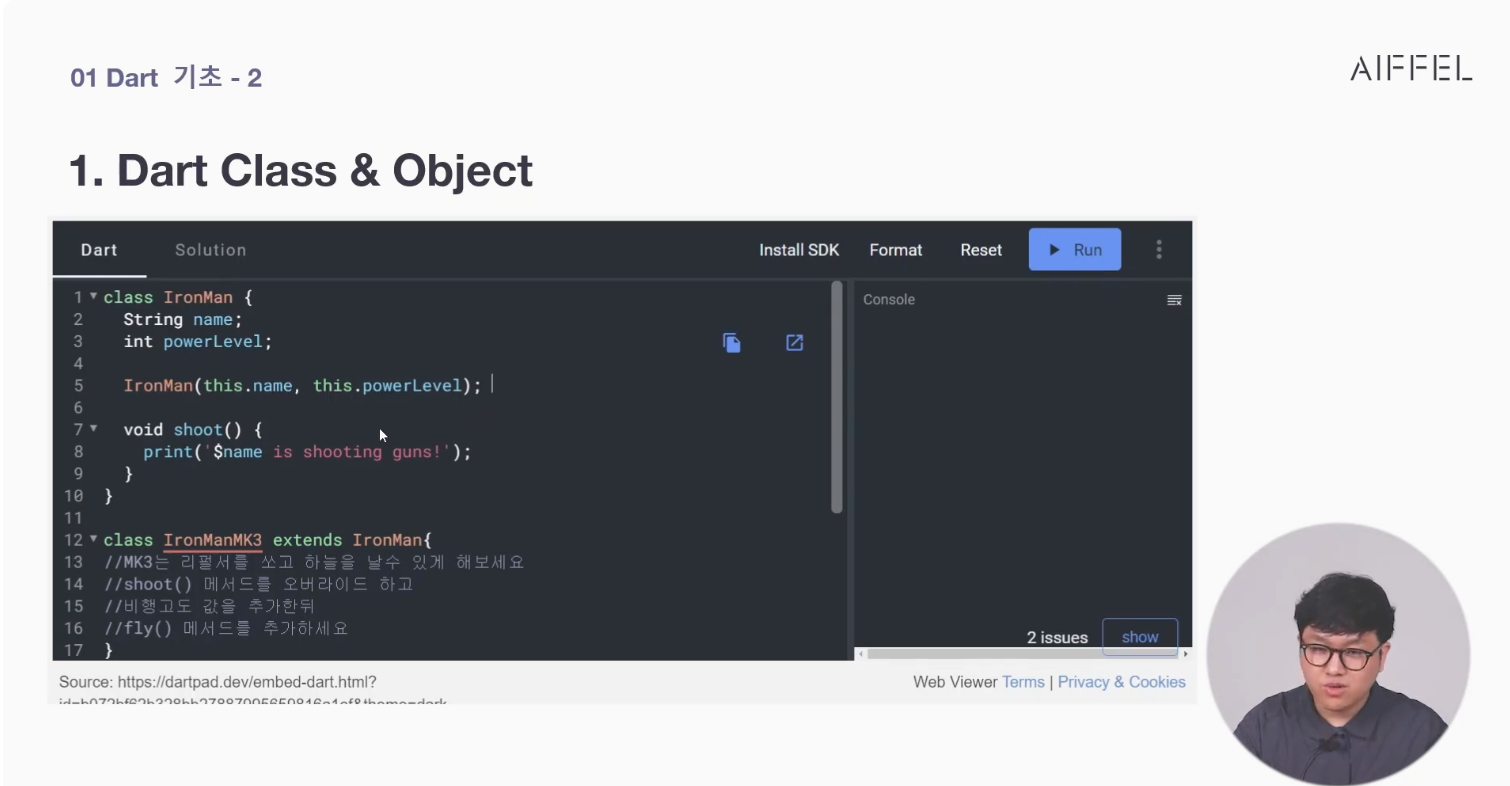 01 Dart 기초 - 2
AIFFEL
1. Dart Class & Object
Dart Solution Install SDK Format Reset Run
1 class IronMan {
2 String name;
3 int powerLevel;
4
5 IronMan(this.name, this.powerLevel);
6
7 void shoot() {
8 print('$name is shooting guns!');
9 }
10 }
11
12 class IronManMK3 extends IronMan{
13 //MK3는 리펄서를 쏘고 하늘을 날수 있게 해보세요
14 //shoot() 메서드를 오버라이드 하고
15 //비행고도 값을 추가한뒤
16 //fly() 메서드를 추가하세요
17 }
Console
2 issues show
Source: https://dartpad.dev/embed-dart.html?
Web Viewer Terms | Privacy & Cookies